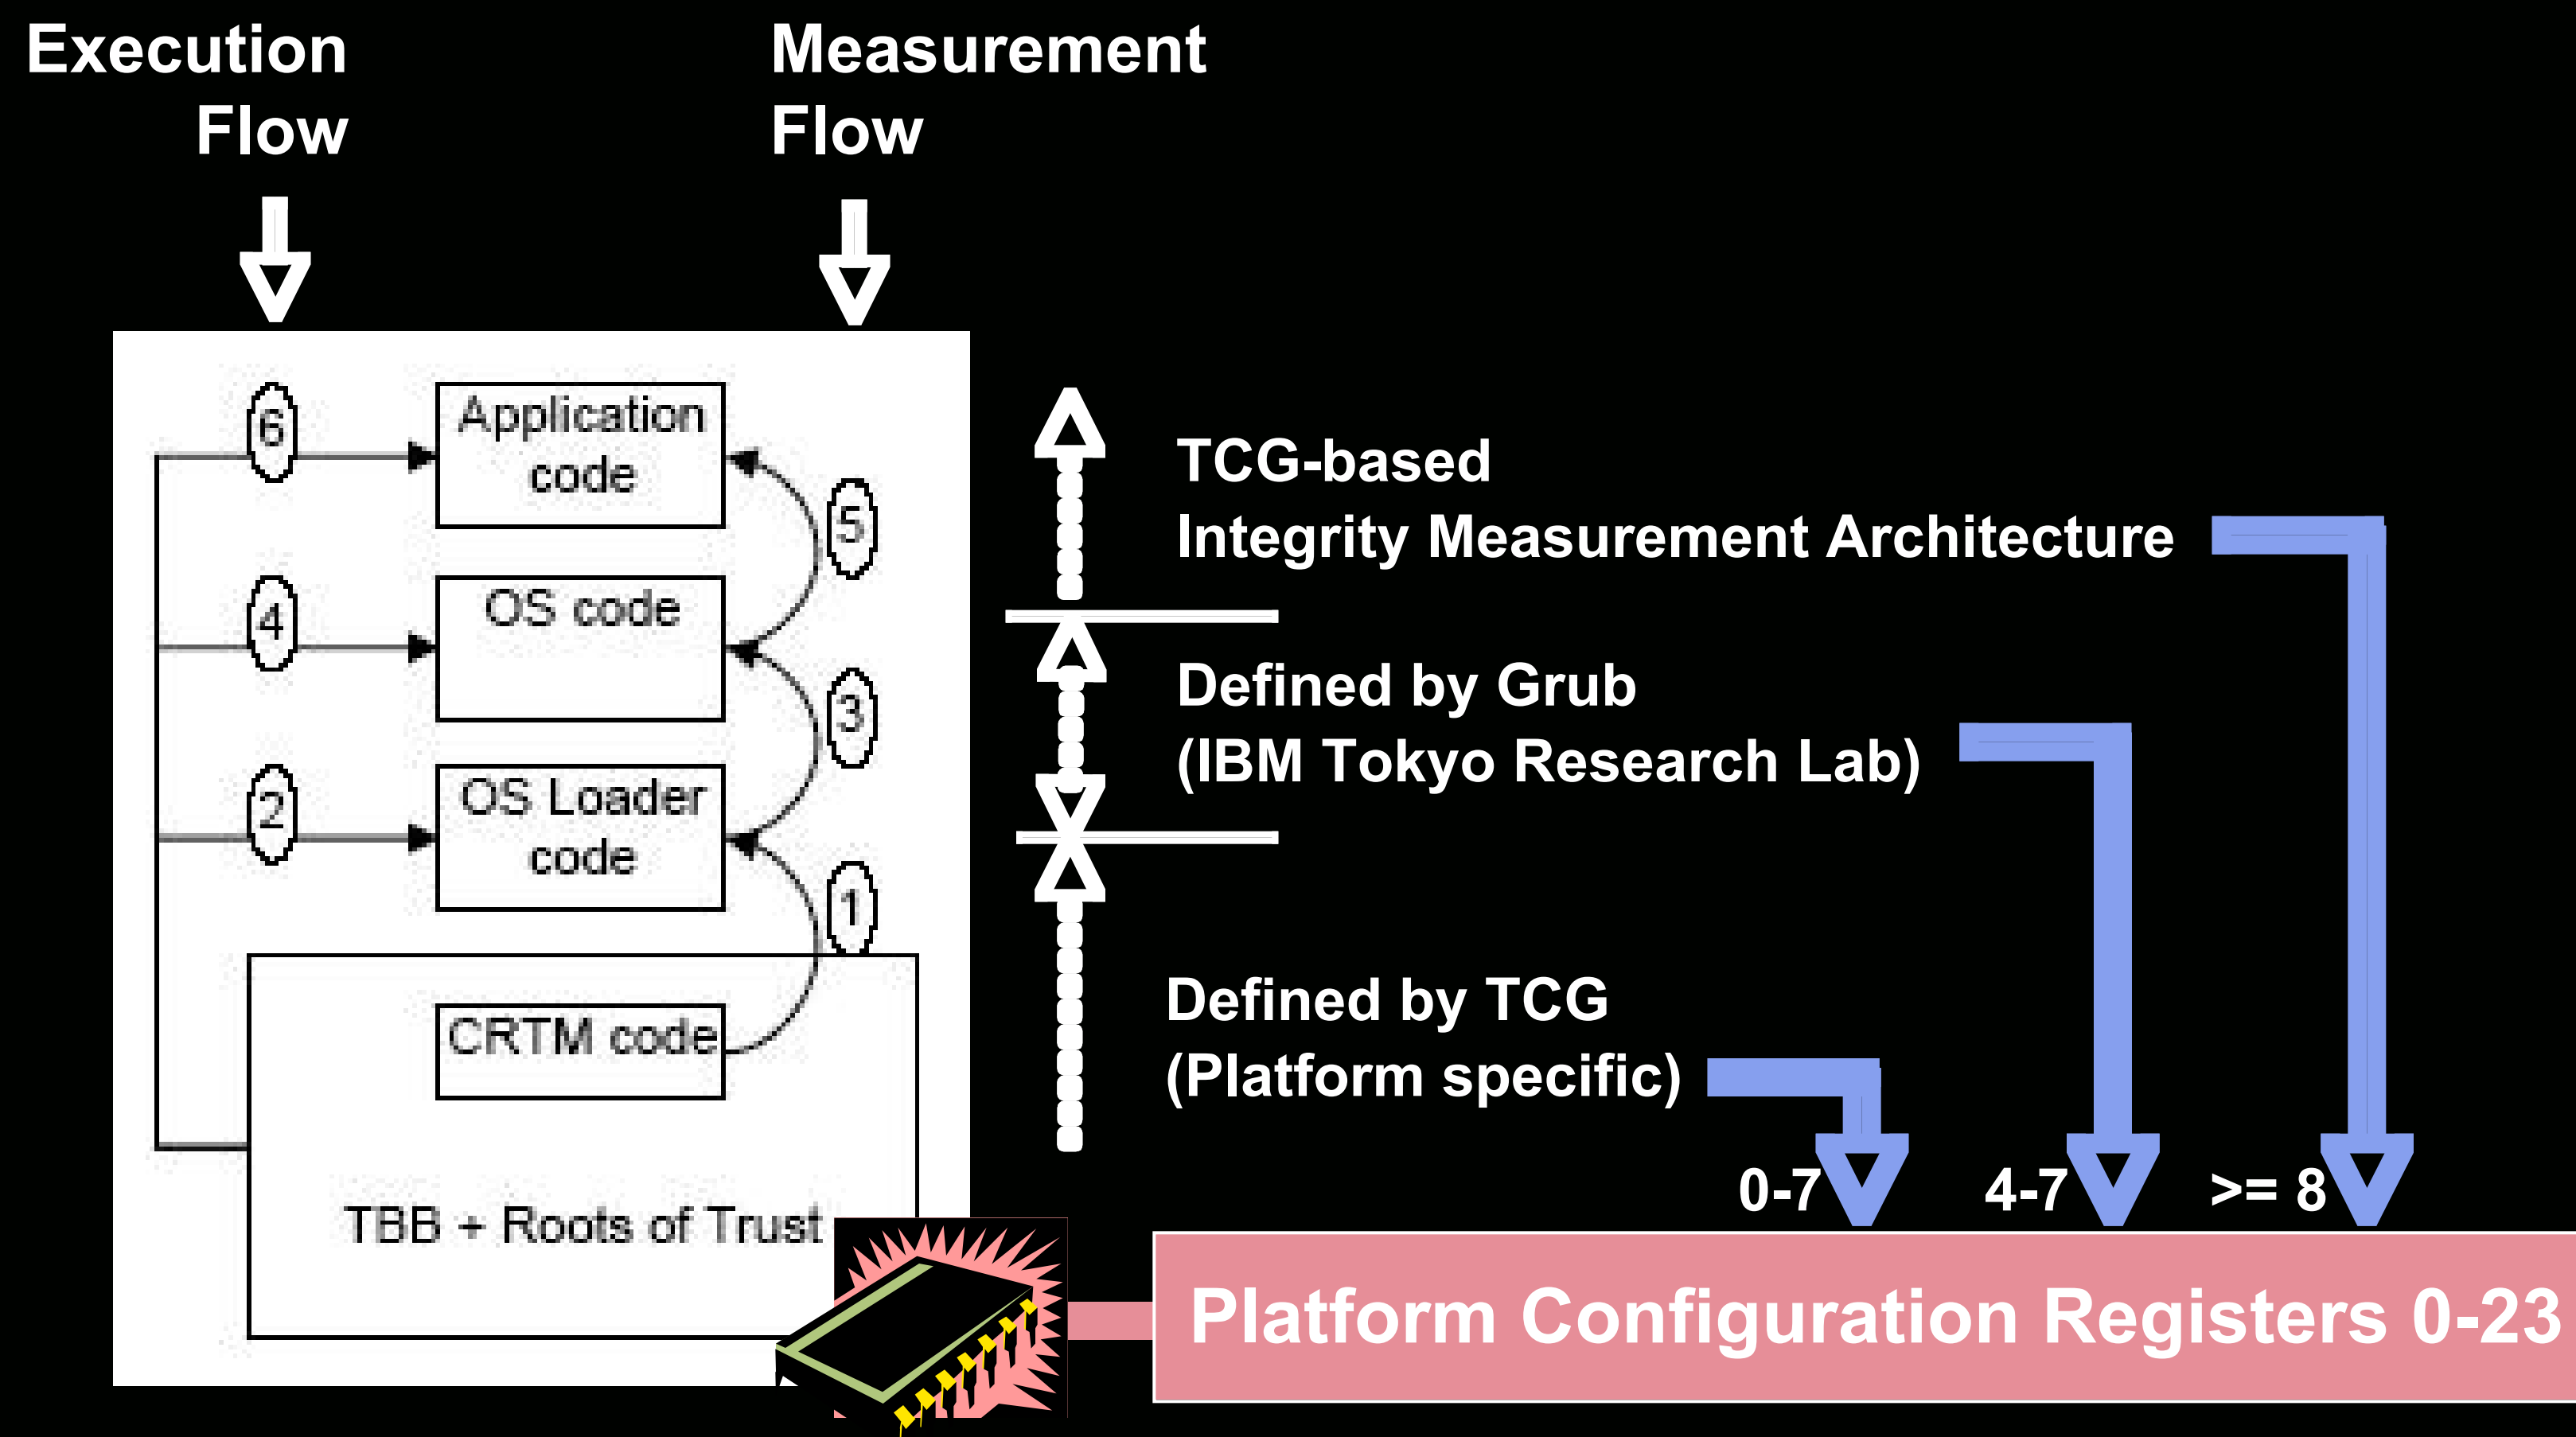 Execution
Flow
Measurement
Flow
6
Application
code
5
4
OS code
3
2
OS Loader
code
1
CRTM code
TBB + Roots of Trust
TCG-based
Integrity Measurement Architecture
Defined by Grub
(IBM Tokyo Research Lab)
Defined by TCG
(Platform specific)
0-7
4-7
>= 8
Platform Configuration Registers 0-23